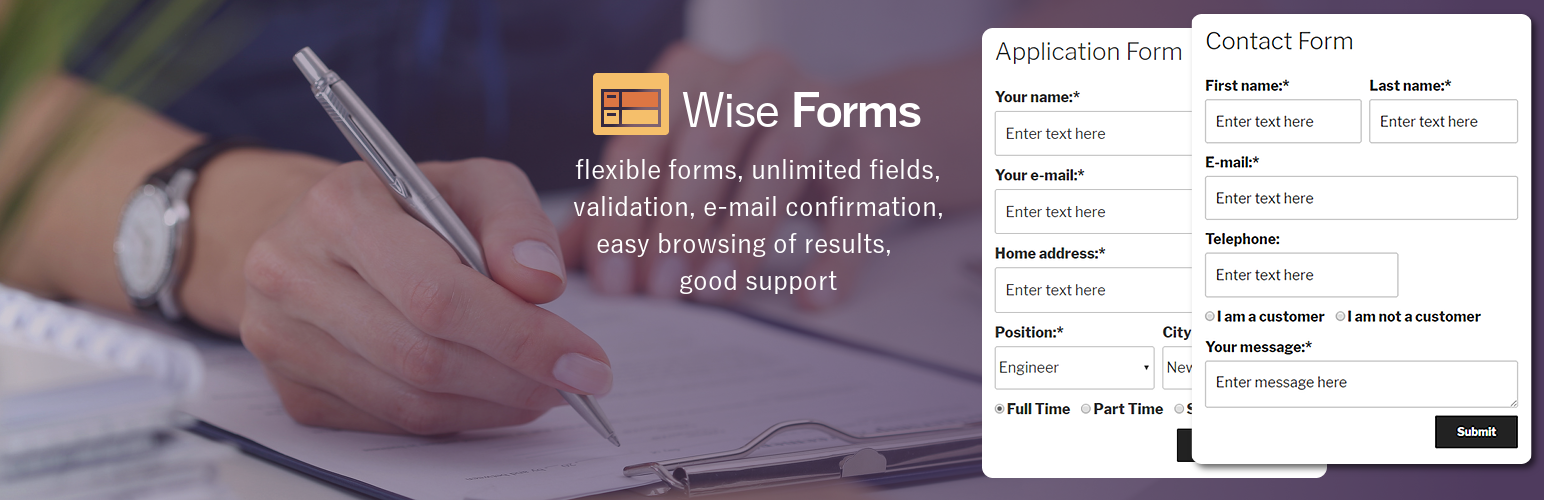 Wise Forms
flexible forms, unlimited fields,
validation, e-mail confirmation,
easy browsing of results,
good support
Application Form
Your name:*
Enter text here
Your e-mail:*
Enter text here
Home address:*
Enter text here
Position:*
City
Engineer
Full Time
Part Time
Contact Form
First name:*
Last name:*
Enter text here
Enter text here
E-mail:*
Enter text here
Telephone:
Enter text here
I am a customer
I am not a customer
Your message:*
Enter message here
Submit